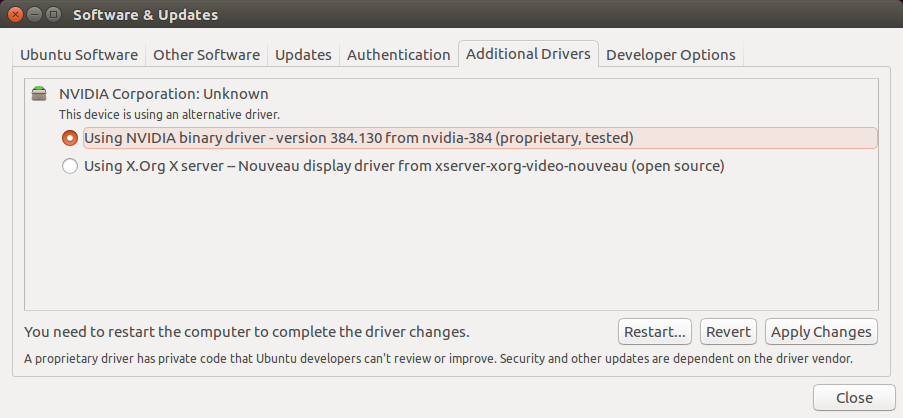 Software & Updates
Ubuntu Software Other Software Updates Authentication Additional Drivers Developer Options
NVIDIA Corporation: Unknown
This device is using an alternative driver.
Using NVIDIA binary driver - version 384.130 from nvidia-384 (proprietary, tested)
Using X.Org X server -- Nouveau display driver from xserver-xorg-video-nouveau (open source)
You need to restart the computer to complete the driver changes. Restart... Revert Apply Changes
A proprietary driver has private code that Ubuntu developers can't review or improve. Security and other updates are dependent on the driver vendor.
Close